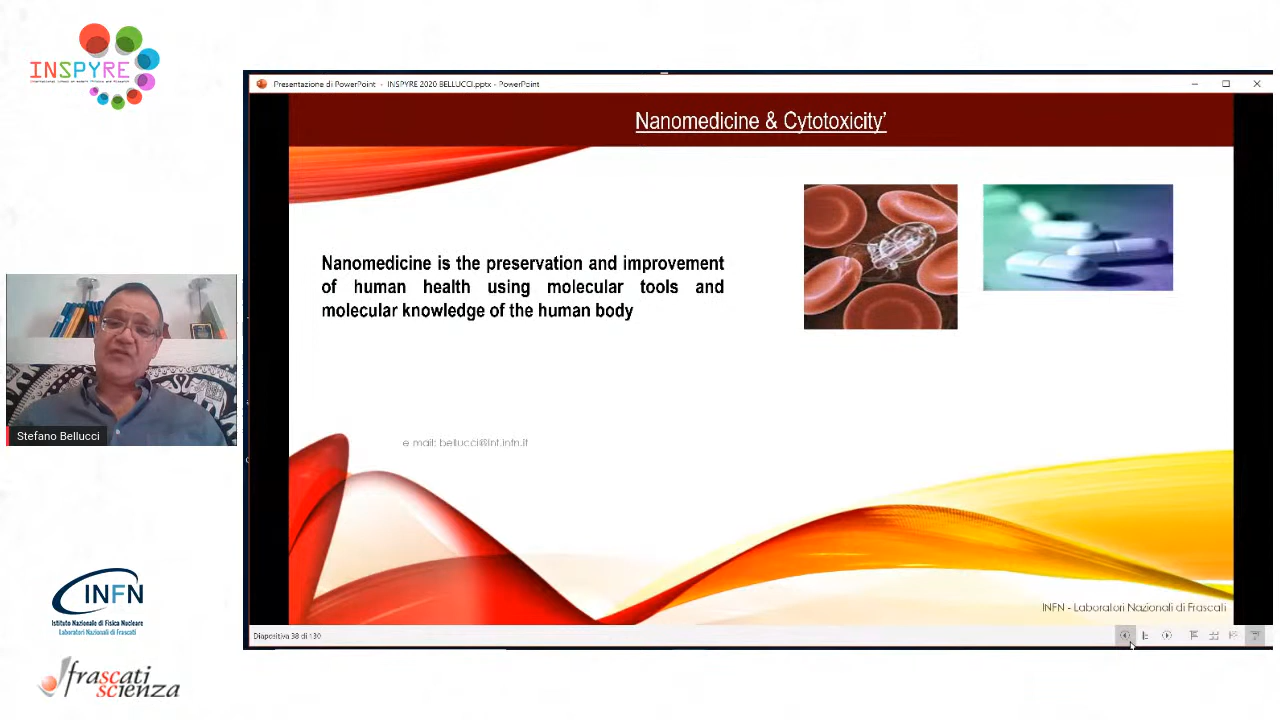 INSPYRE
Presentazione di PowerPoint - INSPYRE 2020 BELLUCCI.pptx - PowerPoint
Nanomedicine & Cytotoxicity'
Nanomedicine is the preservation and improvement
of human health using molecular tools and
molecular knowledge of the human body
Stefano Bellucci
e mail: bellucci@lnf.infn.it
INFN
Istituto Nazionale di Fisica Nucleare
Laboratori Nazionali di Frascati
INFN - Laboratori Nazionali di Frascati
Diapositiva 38 di 130
frascati
scienza